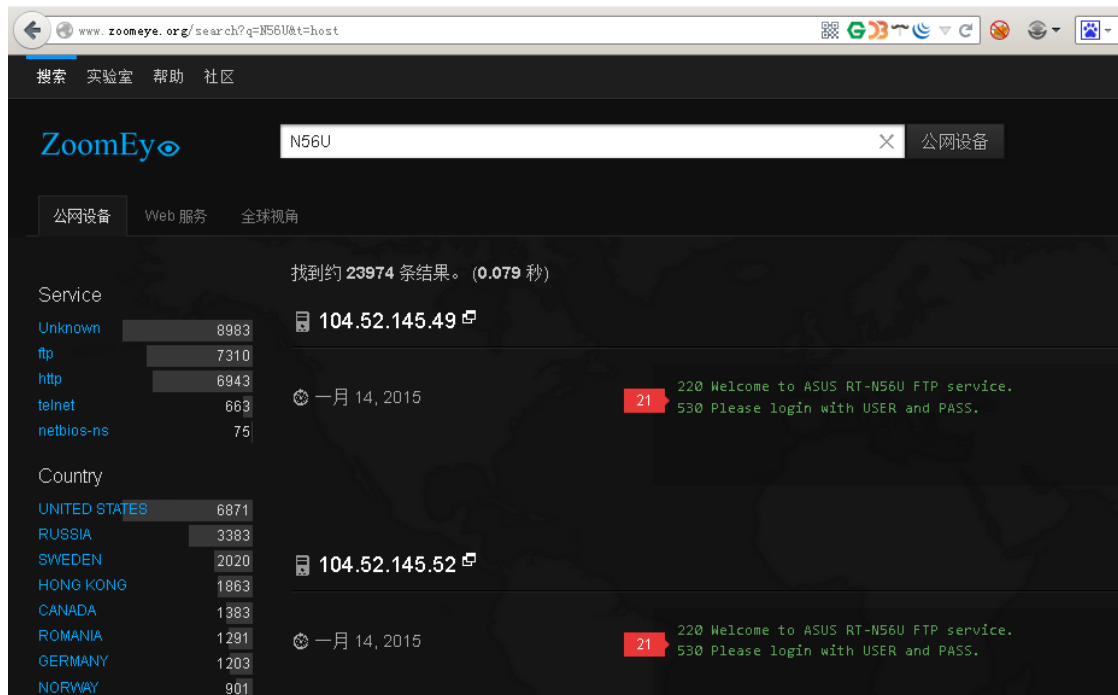 www.zoomeye.org/search?q=N56U&t=host
搜索 实验室 帮助 社区
ZoomEye
N56U
公网设备
公网设备 Web 服务 全球视角
找到约 23974 条结果。 (0.079 秒)
Service
Unknown 8983
ftp 7310
http 6943
telnet 663
netbios-ns 75
Country
UNITED STATES 6871
RUSSIA 3383
SWEDEN 2020
HONG KONG 1863
CANADA 1383
ROMANIA 1291
GERMANY 1203
NORWAY 901
104.52.145.49
一月 14, 2015
21
220 Welcome to ASUS RT-N56U FTP service.
530 Please login with USER and PASS.
104.52.145.52
一月 14, 2015
21
220 Welcome to ASUS RT-N56U FTP service.
530 Please login with USER and PASS.